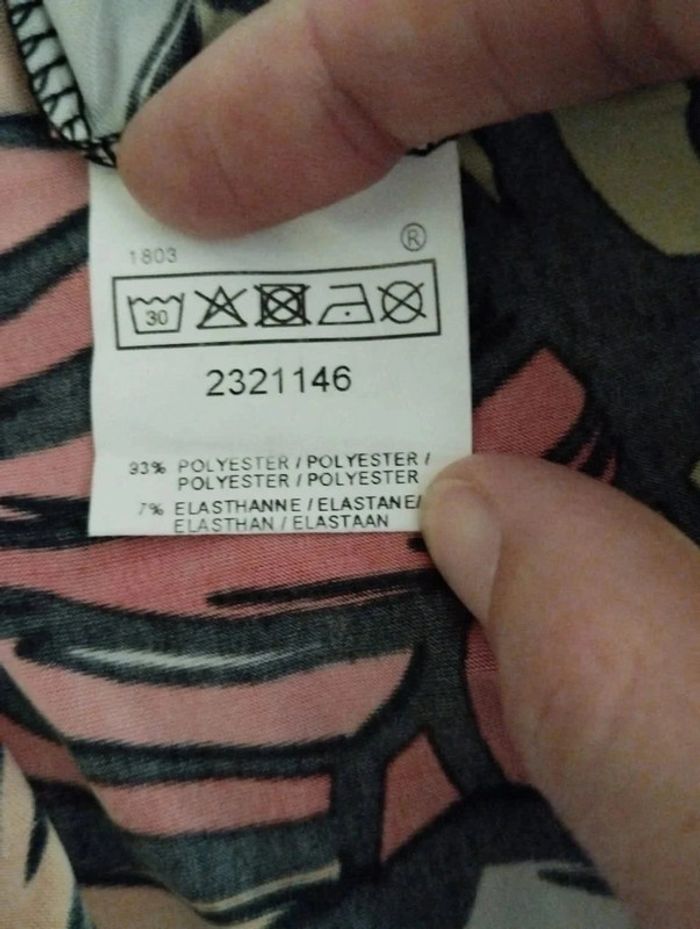 1803 ®
30
2321146
93% POLYESTER / POLYESTER /
POLYESTER / POLYESTER
7% ELASTHANNE / ELASTANE/
ELASTHAN / ELASTAAN